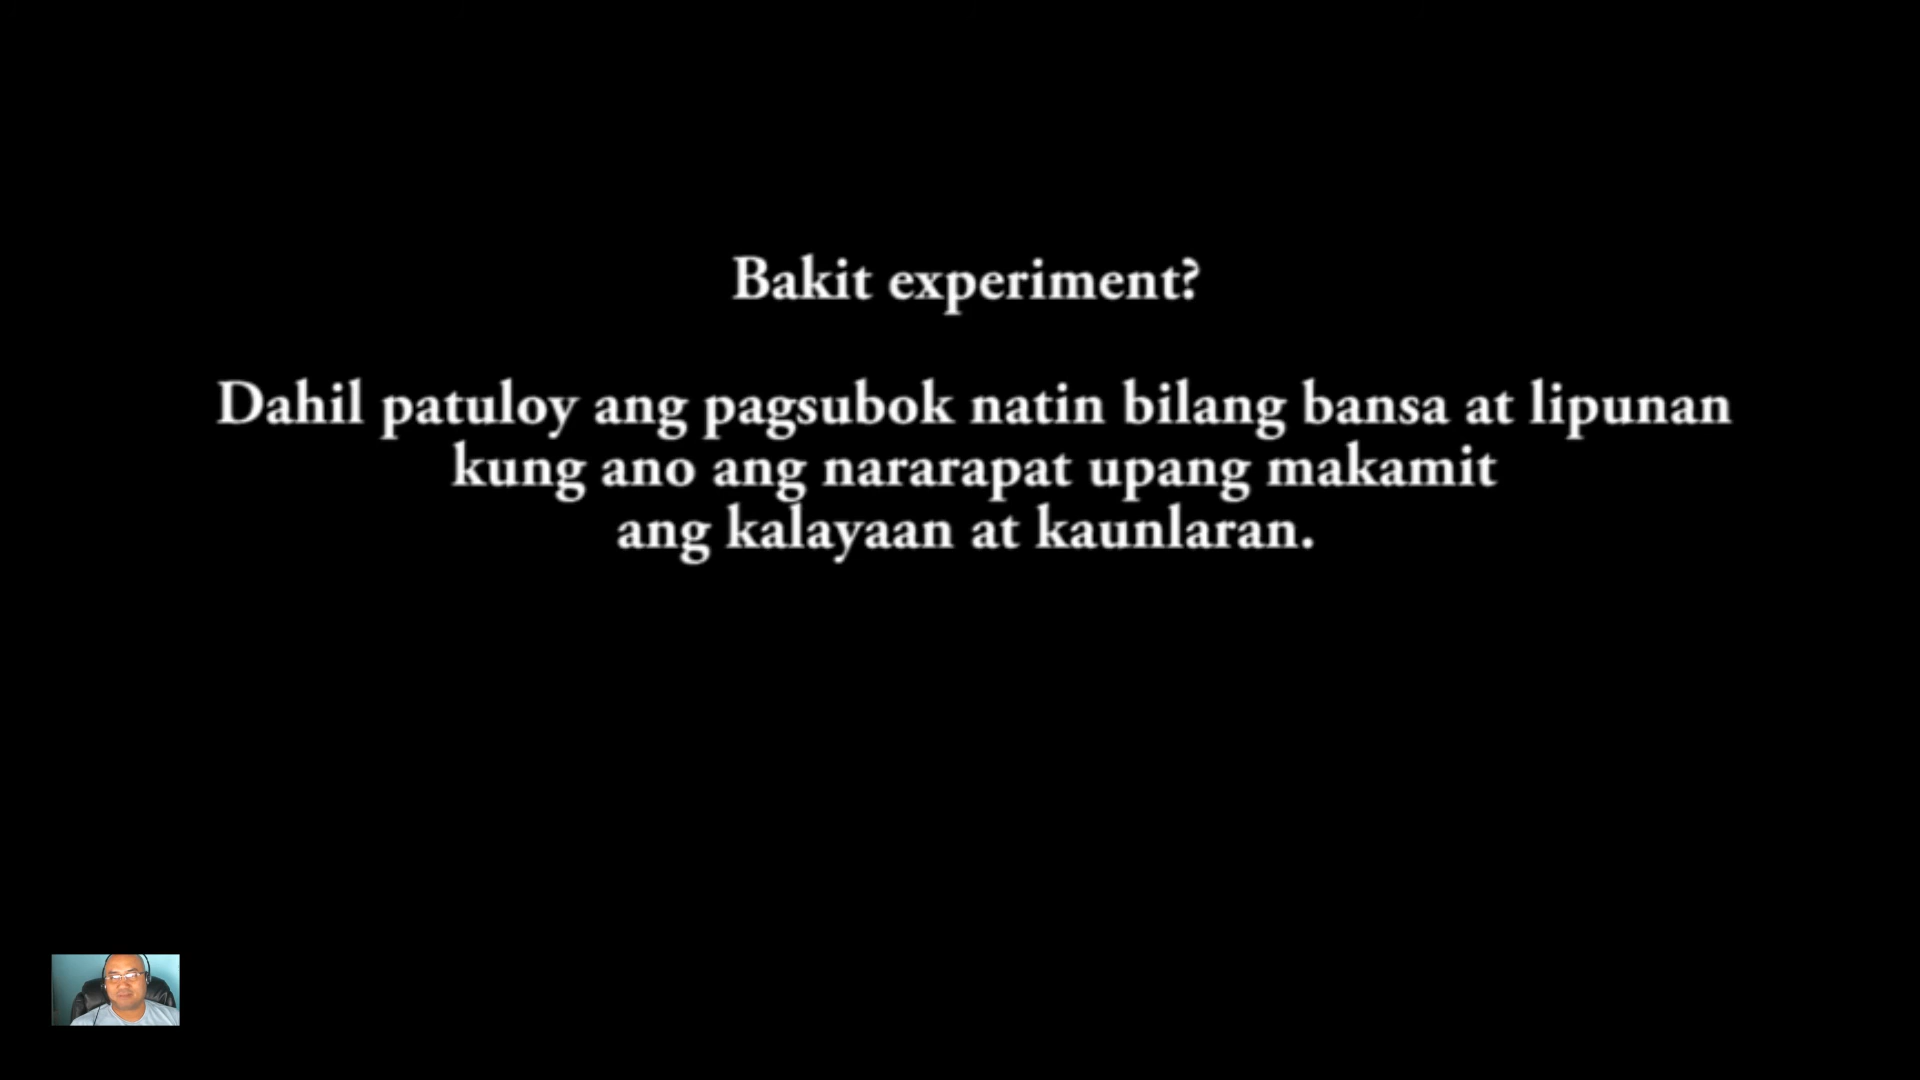 Bakit experiment?
Dahil patuloy ang pagsubok natin bilang bansa at lipunan
kung ano ang nararapat upang makamit
ang kalayaan at kaunlaran.